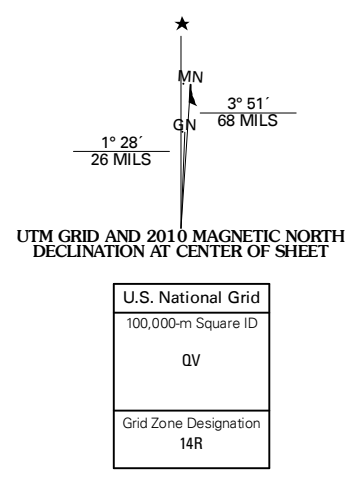 ★
MN
3° 51´
68 MILS
GN
1° 28´
26 MILS
UTM GRID AND 2010 MAGNETIC NORTH
DECLINATION AT CENTER OF SHEET
U.S. National Grid
100,000-m Square ID
QV
Grid Zone Designation
14R